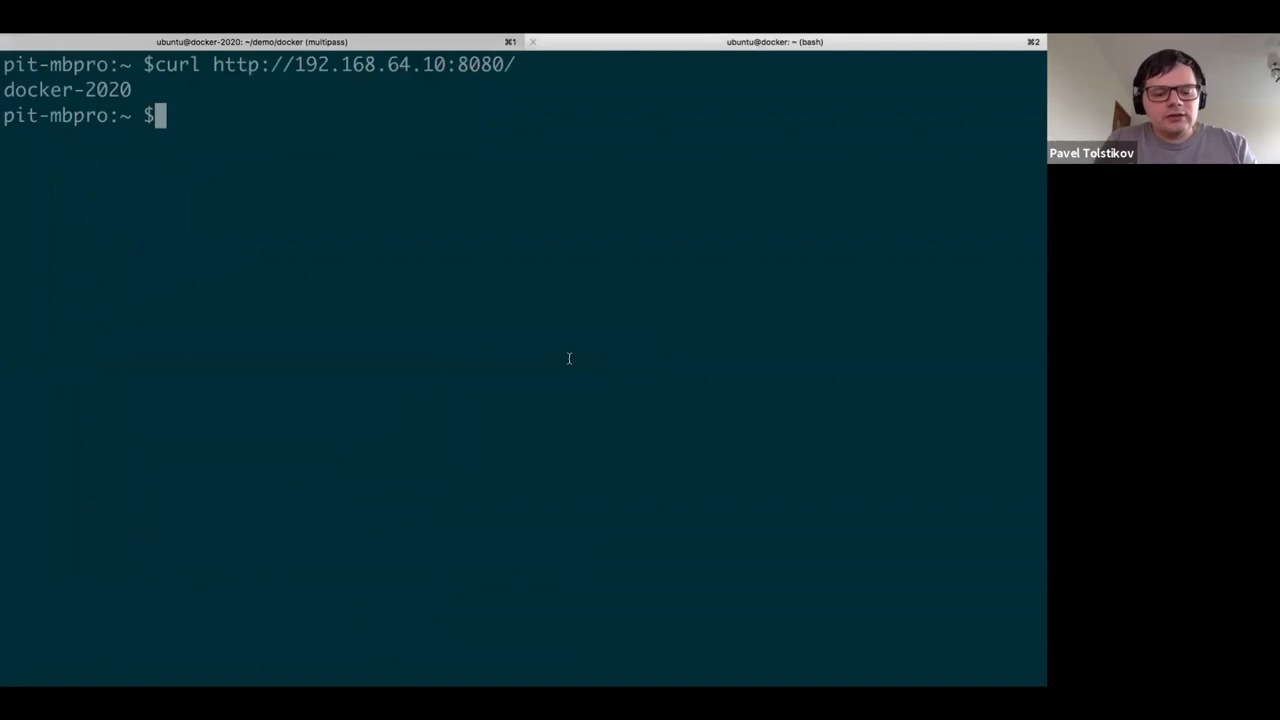 ubuntu@docker-2020: ~/demo/docker (multipass) ⌘1
ubuntu@docker: ~ (bash) ⌘2
pit-mbpro:~ $curl http://192.168.64.10:8080/
docker-2020
pit-mbpro:~ $
Pavel Tolstikov